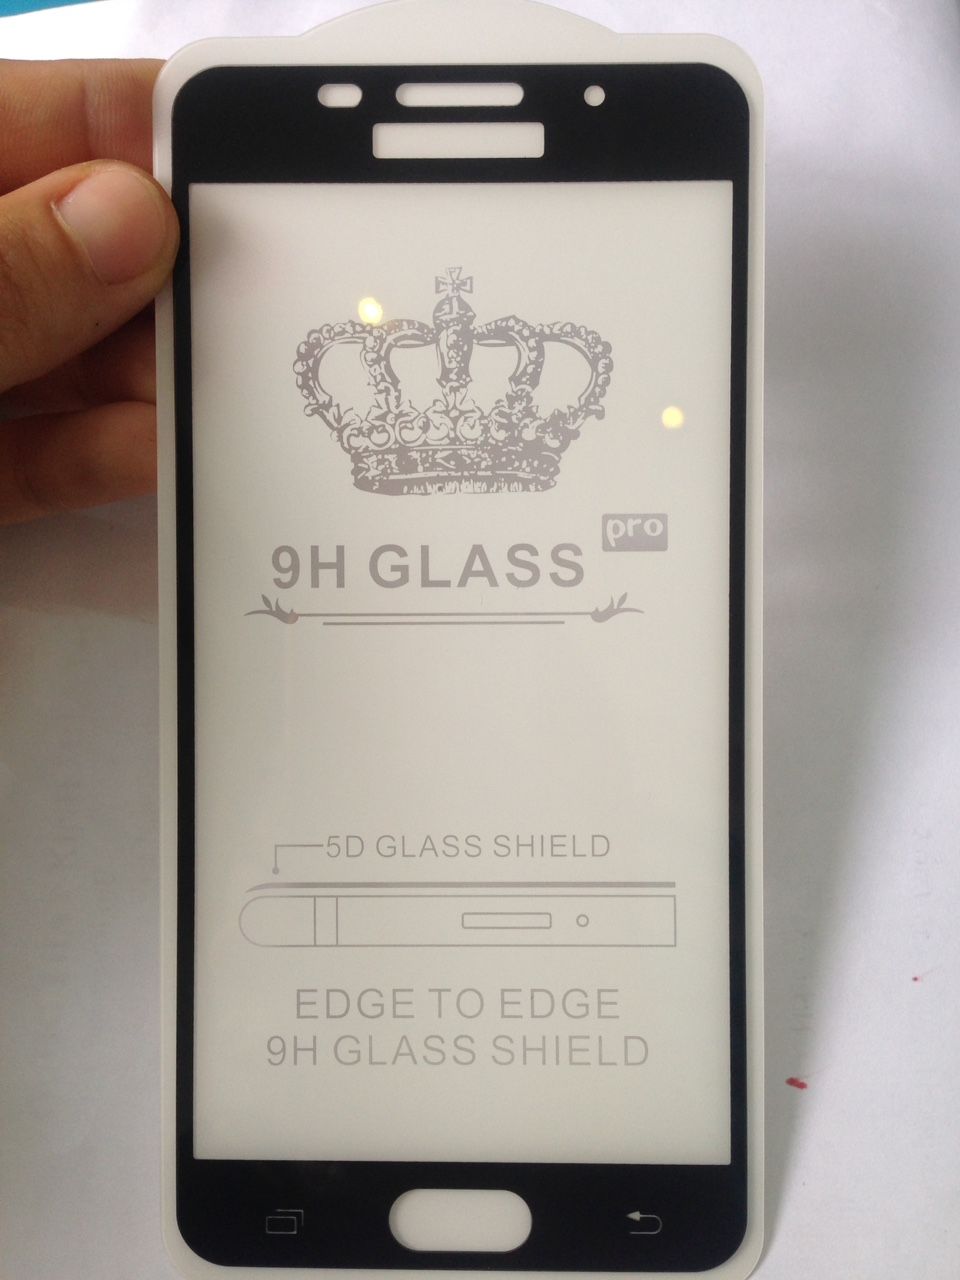 pro
9H GLASS
5D GLASS SHIELD
EDGE TO EDGE
9H GLASS SHIELD